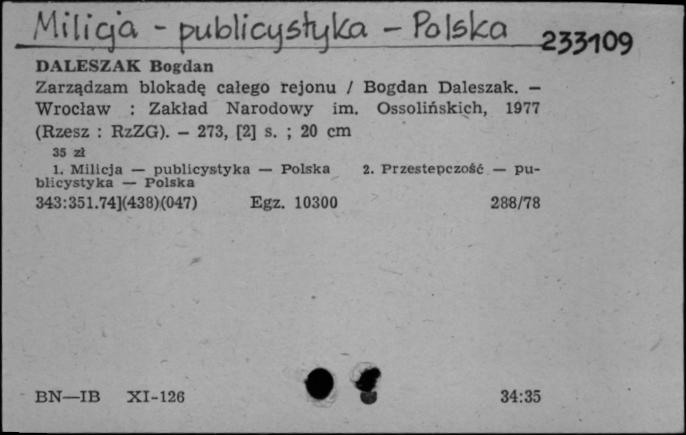 Milicja - publicystyka - Polska
233109
DALESZAK Bogdan
Zarządzam blokadę całego rejonu / Bogdan Daleszak. —
Wrocław : Zakład Narodowy im. Ossolińskich, 1977
(Rzesz : RzZG). — 273, [2] s. ; 20 cm
35 zł
1. Milicja — publicystyka — Polska 2. Przestępczość — pu-
blicystyka — Polska
343:351.74](438)(047) Egz. 10300 288/78
BN—IB XI-126 34:35